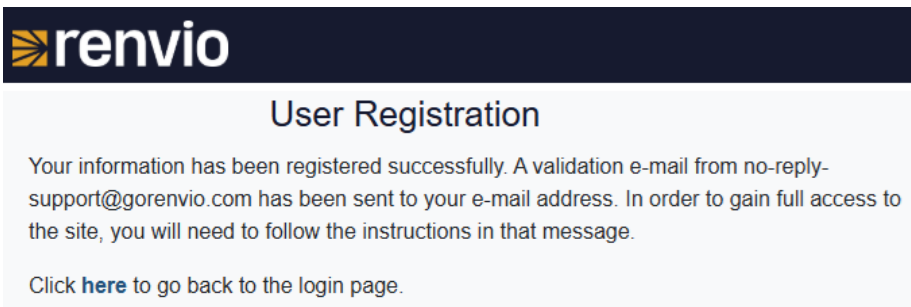 renvio
User Registration
Your information has been registered successfully. A validation e-mail from no-reply-
support@gorenvio.com has been sent to your e-mail address. In order to gain full access to
the site, you will need to follow the instructions in that message.
Click here to go back to the login page.